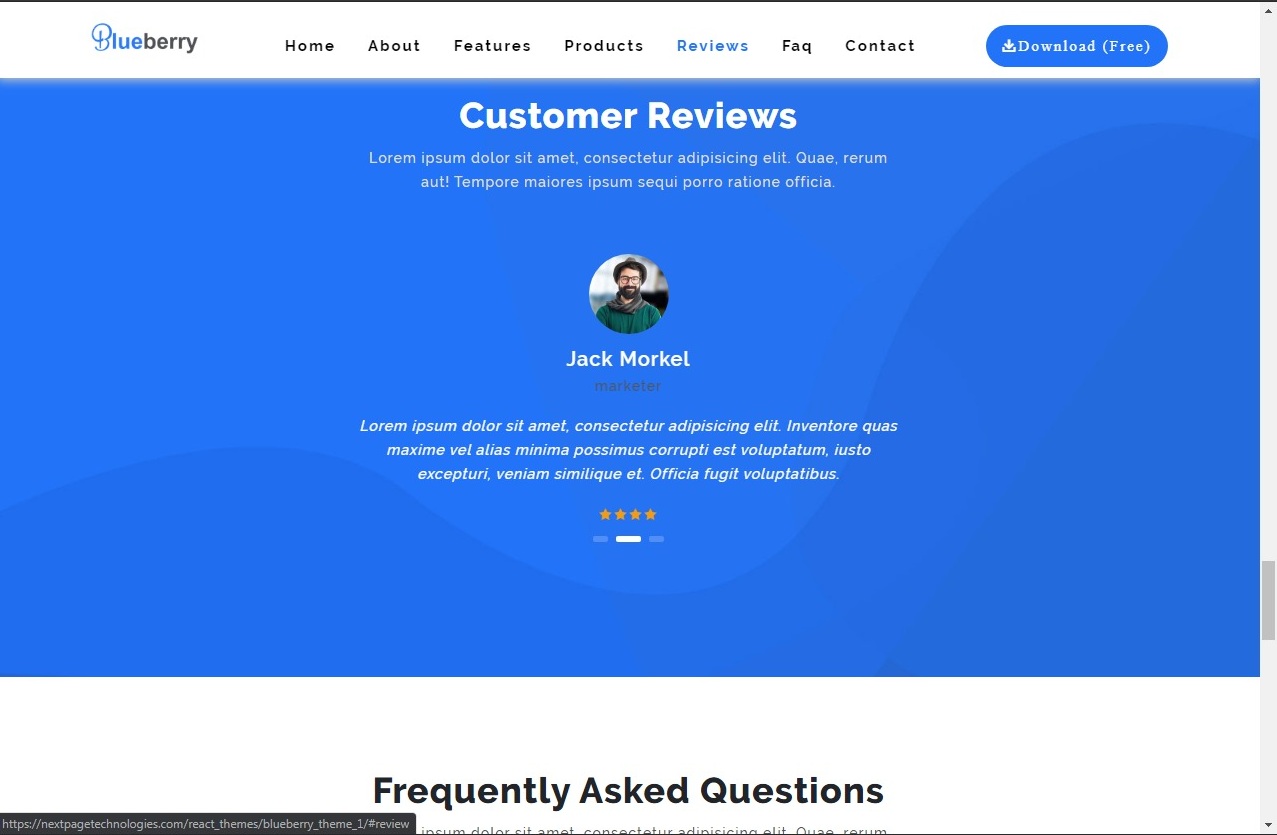 Blueberry
Home About Features Products Reviews Faq Contact
Download (Free)
Customer Reviews
Lorem ipsum dolor sit amet, consectetur adipisicing elit. Quae, rerum
aut! Tempore maiores ipsum sequi porro ratione officia.
Jack Morkel
marketer
Lorem ipsum dolor sit amet, consectetur adipisicing elit. Inventore quas
maxime vel alias minima possimus corrupti est voluptatum, iusto
excepturi, veniam similique et. Officia fugit voluptatibus.
Frequently Asked Questions
ipsum dolor sit amet, consectetur adipisicing elit. Quae, rerum
https://nextpagetechnologies.com/react_themes/blueberry_theme_1/#review